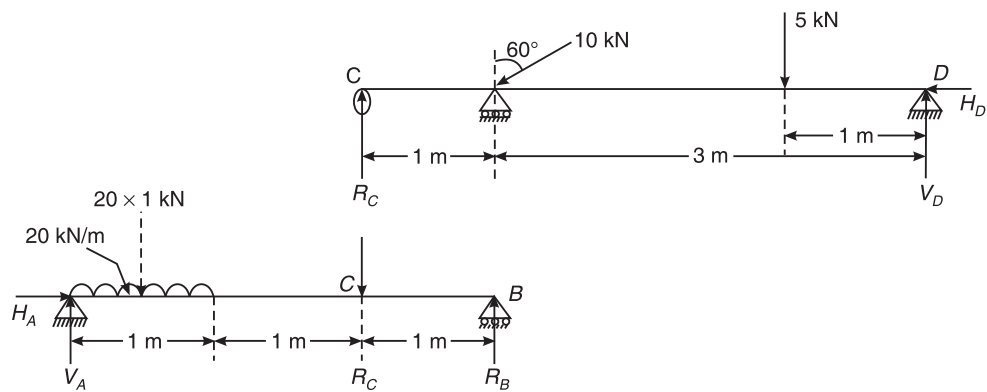 5 kN
60°
10 kN
C
D
H_D
1 m
1 m
3 m
R_C
V_D
20 × 1 kN
20 kN/m
C
B
H_A
1 m
1 m
1 m
V_A
R_C
R_B